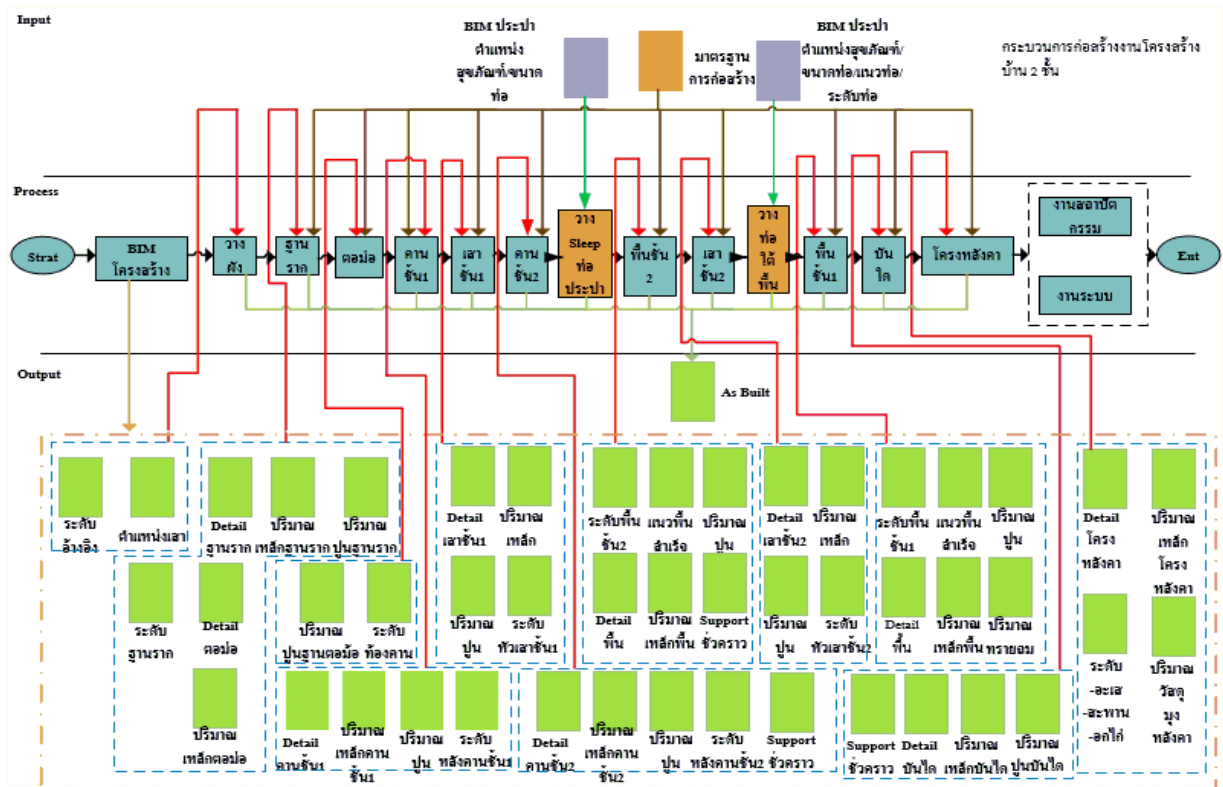 Input
BIM ประปา
ตำแหน่ง
สุขภัณฑ์/ขนาด
ท่อ
มาตรฐาน
การก่อสร้าง
BIM ประปา
ตำแหน่งสุขภัณฑ์/
ขนาดท่อ/แนวท่อ/
ระดับท่อ
กระบวนการก่อสร้างงานโครงสร้าง
บ้าน 2 ชั้น
Process
Strat
BIM
โครงสร้าง
วาง
ผัง
ฐาน
ราก
ตอม่อ
คาน
ชั้น1
เสา
ชั้น1
คาน
ชั้น2
วาง
Sleep
ท่อ
ประปา
พื้นชั้น
2
เสา
ชั้น2
วาง
ท่อ
ใต้
พื้น
พื้น
ชั้น1
บัน
ได
โครงหลังคา
งานสถาปัต
กรรม
งานระบบ
Ent
Output
As Built
ระดับ
อ้างอิง
ตำแหน่งเสา
Detail
ฐานราก
ปริมาณ
เหล็กฐานราก
ปริมาณ
ปูนฐานราก
ระดับ
ฐานราก
Detail
ตอม่อ
ปริมาณ
เหล็กตอม่อ
ปริมาณ
ปูนฐานตอม้อ
ระดับ
ท้องคาน
Detail
คานชั้น1
ปริมาณ
เหล็กคาน
ชั้น1
ปริมาณ
ปูน
ระดับ
หลังคานชั้น1
Detail
เสาชั้น1
ปริมาณ
เหล็ก
ปริมาณ
ปูน
ระดับ
หัวเสาชั้น1
Detail
คานชั้น2
ปริมาณ
เหล็กคาน
ชั้น2
ปริมาณ
ปูน
ระดับ
หลังคานชั้น2
Support
ชั่วคราว
ระดับพื้น
ชั้น2
แนวพื้น
สำเร็จ
ปริมาณ
ปูน
Detail
พื้น
ปริมาณ
เหล็กพื้น
Support
ชั่วคราว
Detail
เสาชั้น2
ปริมาณ
เหล็ก
ปริมาณ
ปูน
ระดับ
หัวเสาชั้น2
ระดับพื้น
ชั้น1
แนวพื้น
สำเร็จ
ปริมาณ
ปูน
Detail
พื้น
ปริมาณ
เหล็กพื้น
ปริมาณ
ทรายถม
Support
ชั่วคราว
Detail
บันได
ปริมาณ
เหล็กบันได
ปริมาณ
ปูนบันได
Detail
โครง
หลังคา
ปริมาณ
เหล็ก
โครง
หลังคา
ระดับ
-อะเส
-สะพาน
-อกไก่
ปริมาณ
วัสดุ
มุง
หลังคา